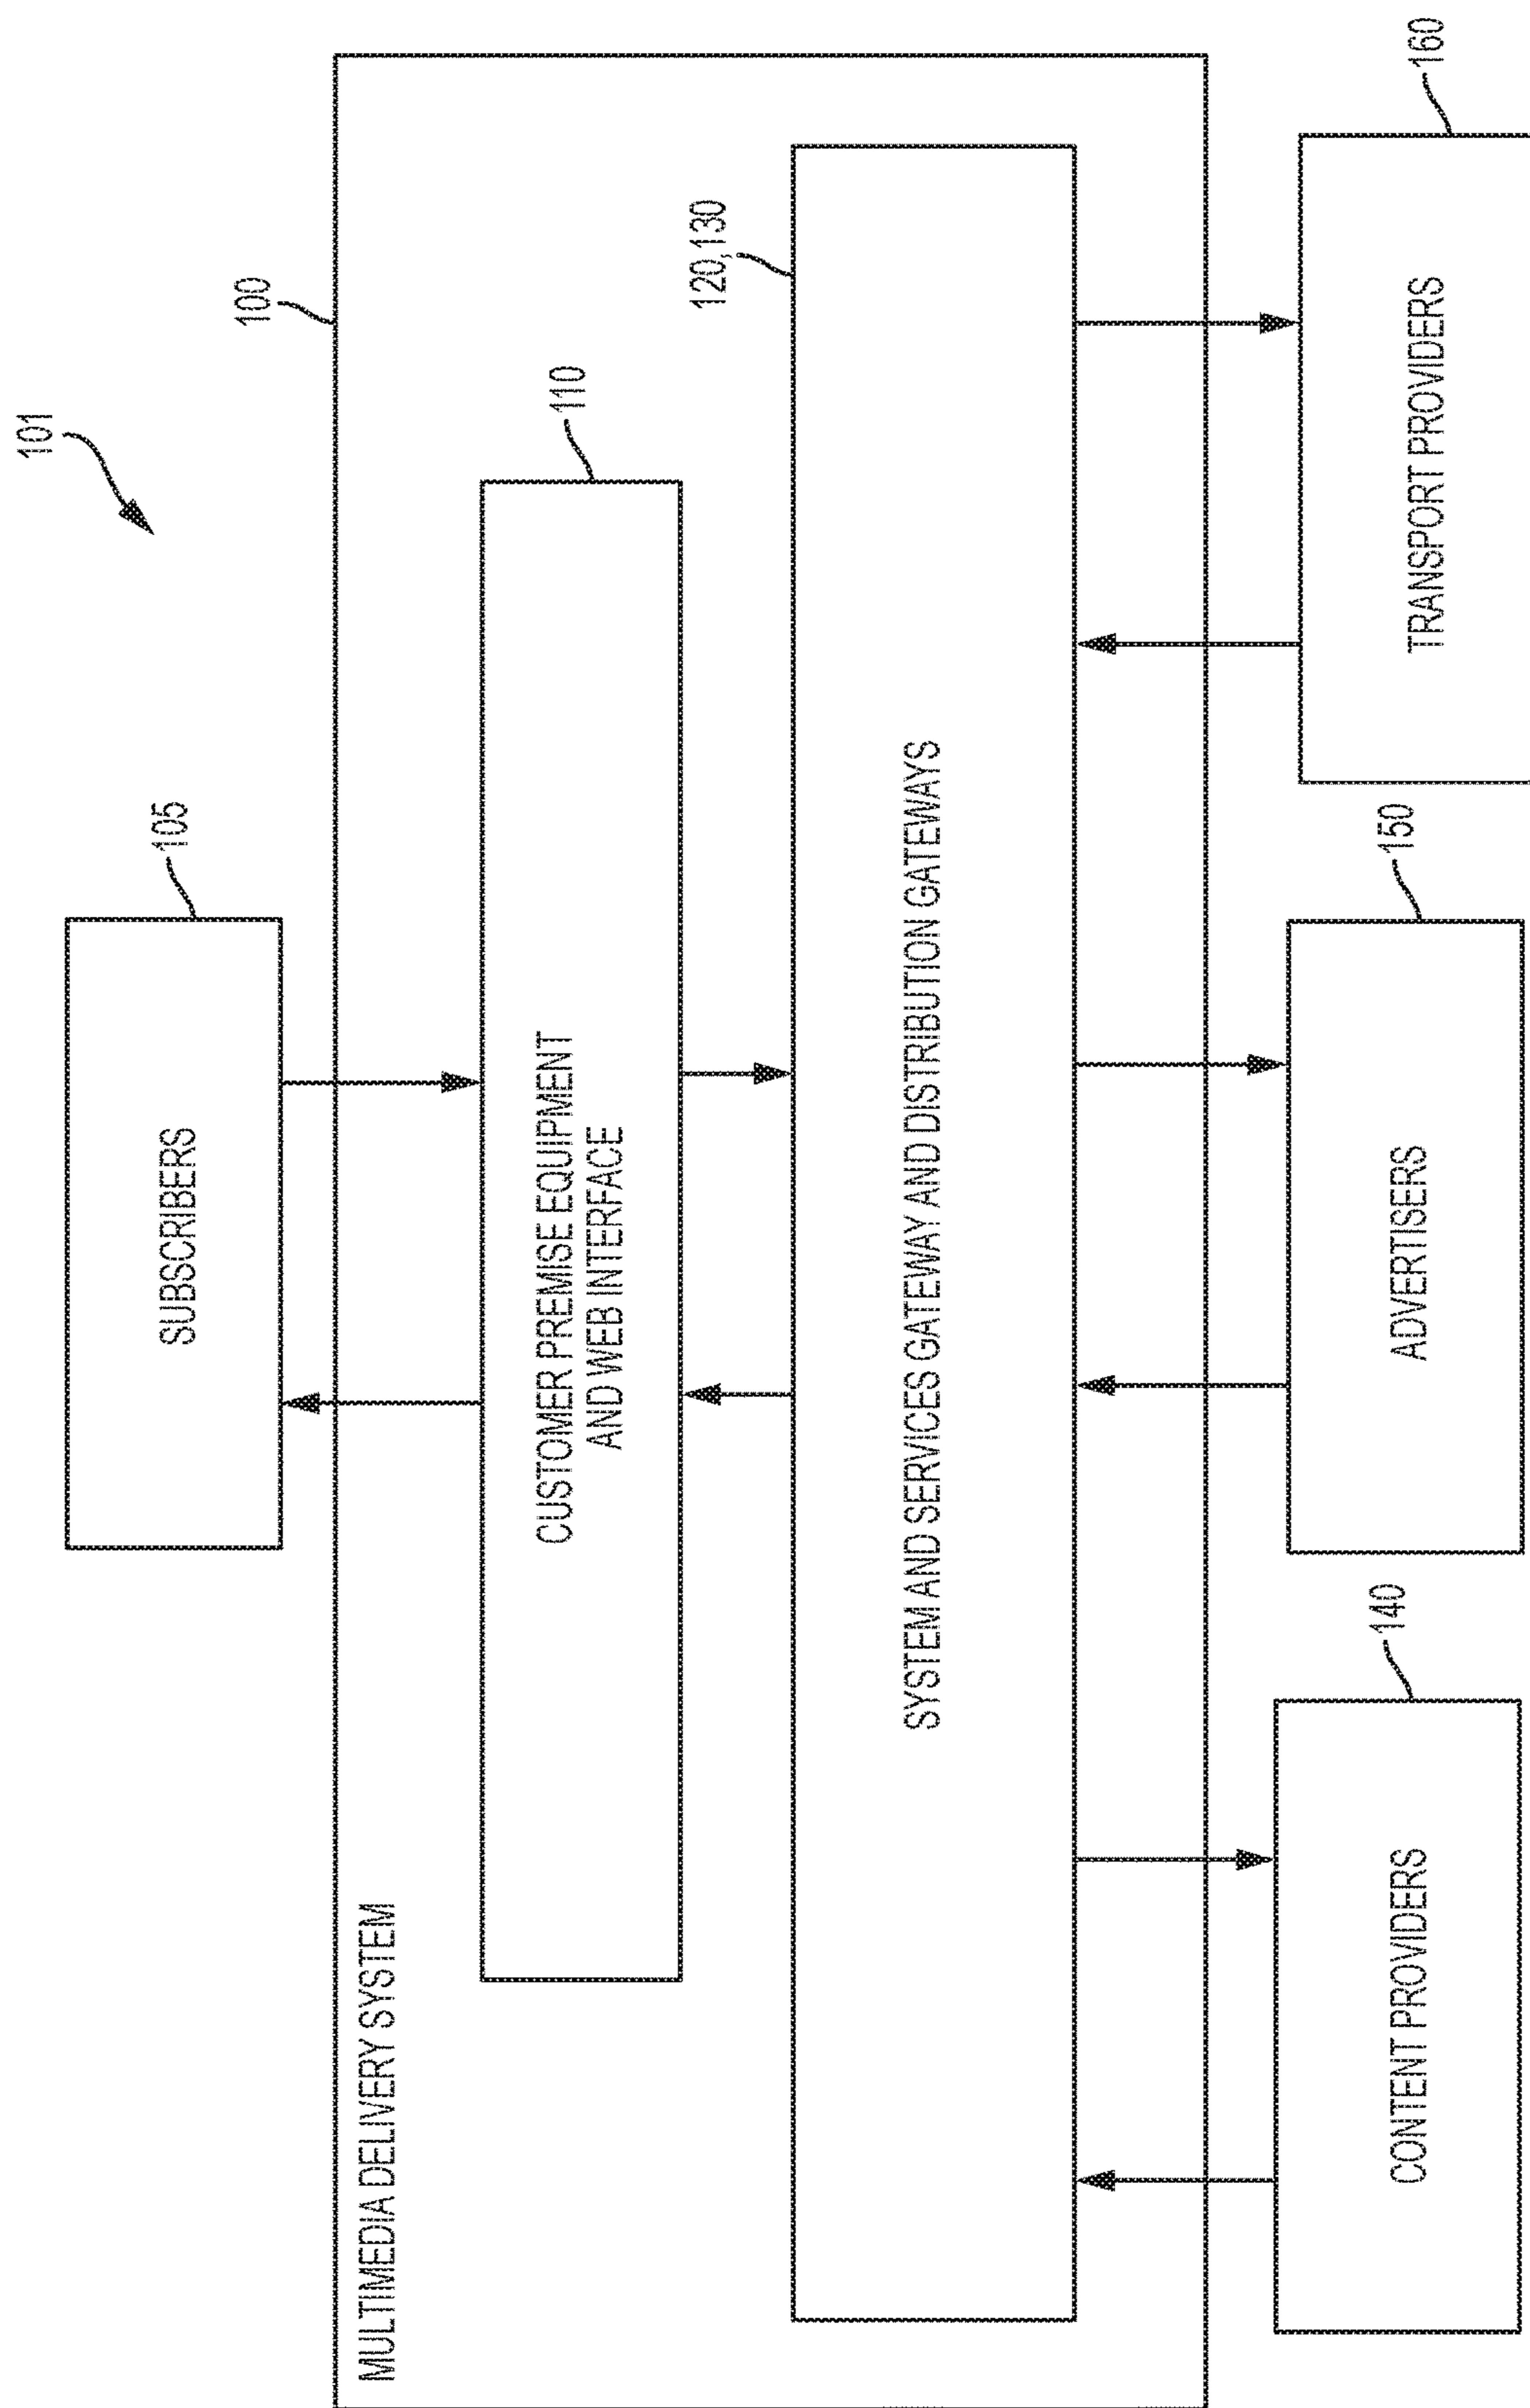 101
SUBSCRIBERS
105
100
MULTIMEDIA DELIVERY SYSTEM
110
CUSTOMER PREMISE EQUIPMENT
AND WEB INTERFACE
120,130
SYSTEM AND SERVICES GATEWAY AND DISTRIBUTION GATEWAYS
140
CONTENT PROVIDERS
150
ADVERTISERS
160
TRANSPORT PROVIDERS